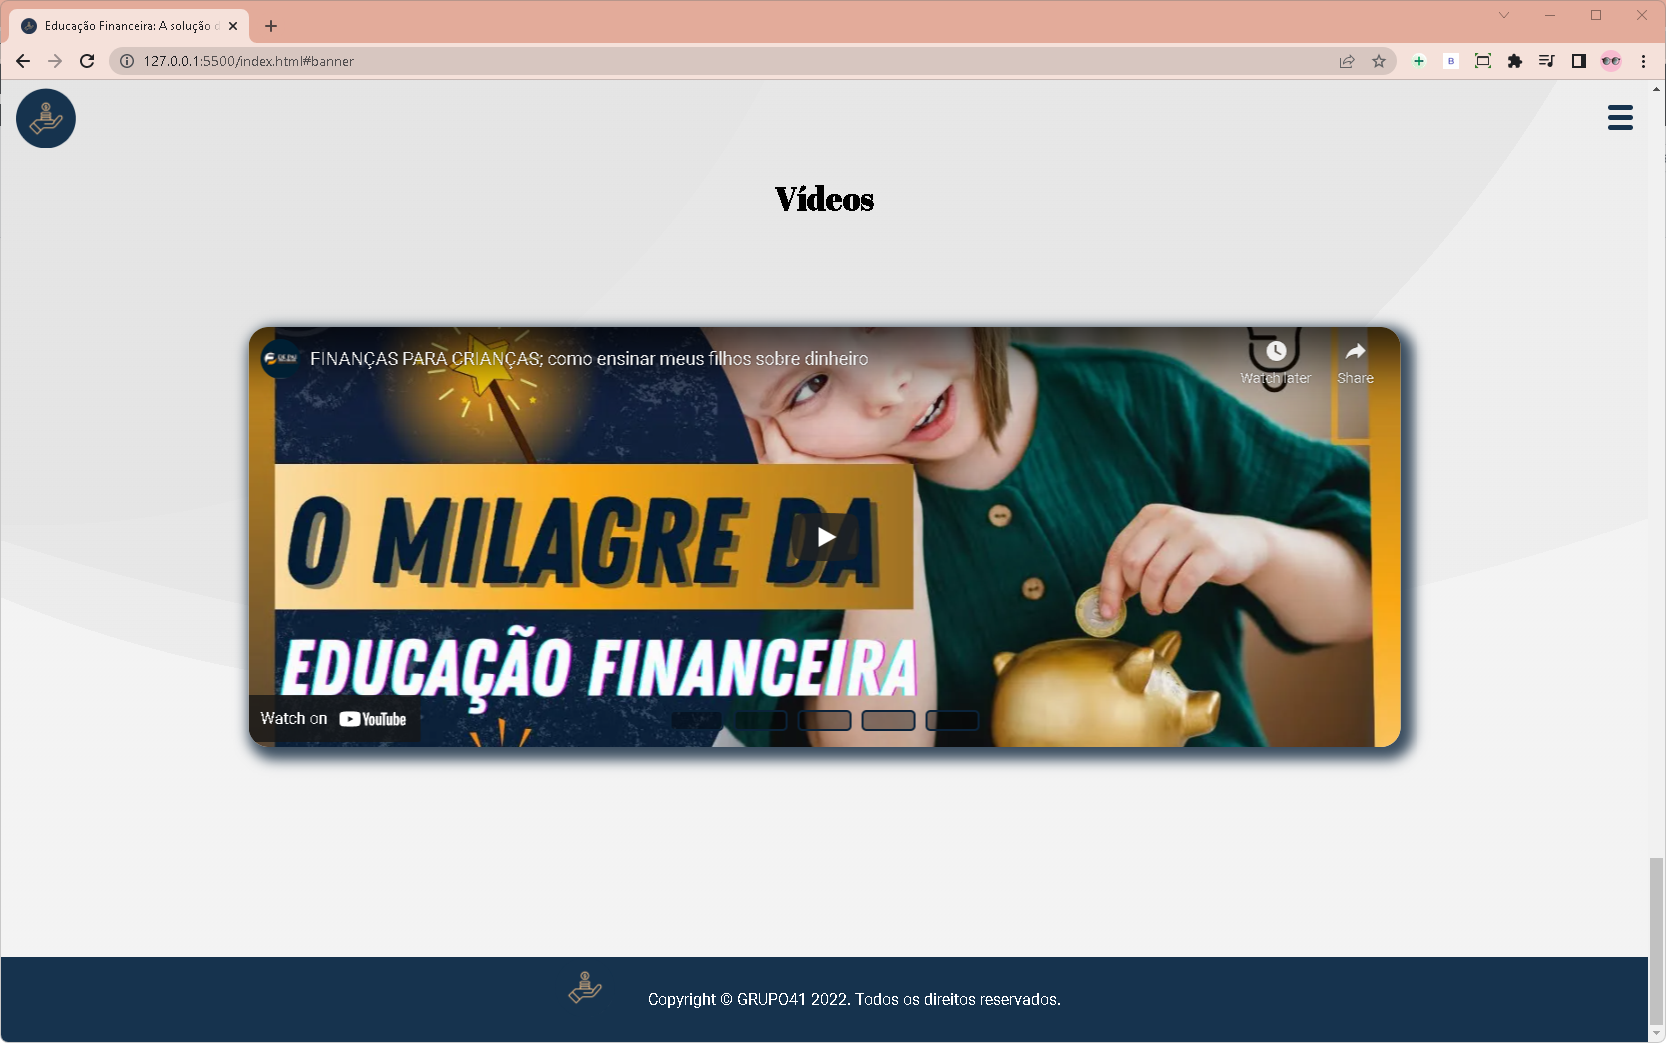 Educação Financeira: A solução d
127.0.0.1:5500/index.html#banner
B
Vídeos
FINANÇAS PARA CRIANÇAS; como ensinar meus filhos sobre dinheiro
Watch later
Share
O MILAGRE DA
EDUCAÇÃO FINANCEIRA
Watch on YouTube
Copyright © GRUPO41 2022. Todos os direitos reservados.